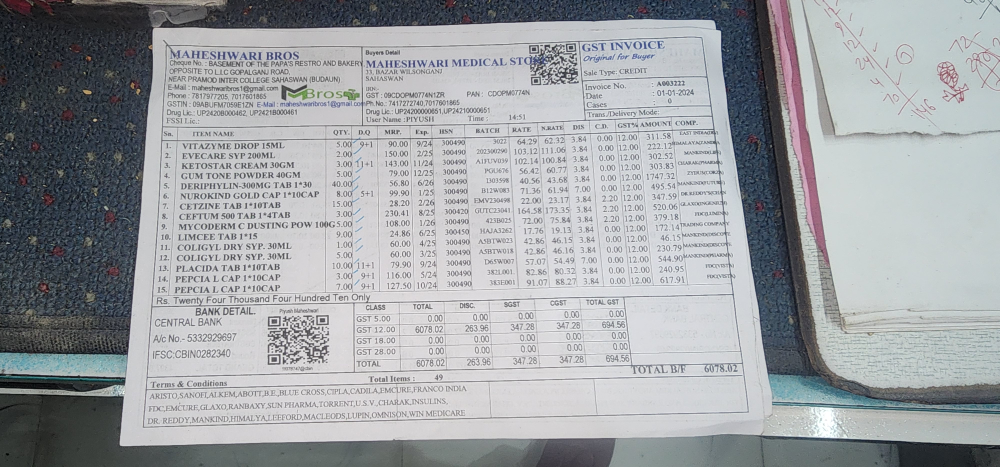 MAHESHWARI BROS
Cheque No.: BASEMENT OF THE PAPA'S RESTRO AND BAKERY
OPPOSITE TO L.I.C GOPALGANJ ROAD,
NEAR PRAMOD INTER COLLEGE SAHASWAN (BUDAUN)
E-Mail : maheshwaribros1@gmail.com
Phone : 7817977205, 7017601865
GSTIN : 09ABUFM7059E1ZN E-Mail : maheshwaribros1@gmail.com
Drug Lic.: UP2420B000462, UP2421B000461
FSSI Lic.:
MBros
Buyers Detail
MAHESHWARI MEDICAL STO
33, BAZAR WILSONGANJ
SAHASWAN
GST : 09CDOPM0774N1ZR PAN : CDOPM0774N
Ph.No.: 7417272740,7017601865
Drug Lic.: UP24200000651, UP24210000651
User Name : PIYUSH Time : 14:51
GST INVOICE
Original for Buyer
Sale Type: CREDIT
Invoice No : A003222
Date : 01-01-2024
Cases 0
Trans./Delivery Mode:
Sn. ITEM NAME QTY. D.Q MRP. Exp. HSN BATCH RATE N.RATE DIS C.D. GST% AMOUNT COMP.
1. VITAZYME DROP 15ML 5.00 9+1 90.00 9/24 300490 3022 64.29 62.32 3.84 0.00 12.00 311.58
2. EVECARE SYP 200ML 2.00 150.00 2/25 300490 103.12 111.06 3.84 0.00 12.00 222.12
3. KETOSTAR CREAM 30GM 3.00 11+1 143.00 11/24 300490 102.14 100.84 3.84 0.00 12.00 302.52
4. GUM TONE POWDER 40GM 5.00 79.00 12/25 300490 56.42 60.77 3.84 0.00 12.00 303.83
5. DERIPHYLIN-300MG TAB 1*30 40.00 56.80 6/26 300490 I303598 40.56 43.68 3.84 0.00 12.00 1747.32
6. NUROKIND GOLD CAP 1*10CAP 8.00 5+1 99.90 1/25 300490 B12W083 71.36 61.94 7.00 0.00 12.00 495.54
7. CETZINE TAB 1*10TAB 15.00 28.20 2/26 300490 EMV230498 22.00 23.17 3.84 2.20 12.00 347.59
8. CEFTUM 500 TAB 1*4TAB 3.00 230.41 8/25 300420 GUTC23041 164.58 173.35 3.84 2.20 12.00 520.06
9. MYCODERM C DUSTING POW 100G 5.00 108.00 1/26 300490 423B025 72.00 75.84 3.84 0.00 12.00 379.18
10. LIMCEE TAB 1*15 9.00 24.86 6/25 300450 HAJA3262 17.76 19.13 3.84 0.00 12.00 172.14
11. COLIGYL DRY SYP. 30ML 1.00 60.00 4/25 300490 A5BTW023 42.86 46.15 3.84 0.00 12.00 46.15
12. COLIGYL DRY SYP. 30ML 5.00 60.00 3/25 300490 A5BTW018 42.86 46.16 3.84 0.00 12.00 230.79
13. PLACIDA TAB 1*10TAB 10.00 11+1 79.90 300490 D65W007 57.07 54.49 7.00 0.00 12.00 544.90
14. PEPCIA L CAP 1*10CAP 3.00 9+1 116.00 5/24 300490 382L001 82.86 80.32 3.84 0.00 12.00 240.95
15. PEPCIA L CAP 1*10CAP 7.00 9+1 127.50 10/24 300490 383E001 91.07 88.27 3.84 0.00 12.00 617.91
Rs. Twenty Four Thousand Four Hundred Ten Only
BANK DETAIL.
CENTRAL BANK
A/c No.- 5332929697
IFSC:CBIN0282340
Piyush Maheshwari
CLASS TOTAL DISC. SGST CGST TOTAL GST
GST 5.00 0.00 0.00 0.00 0.00 0.00
GST 12.00 6078.02 263.96 347.28 347.28 694.56
GST 18.00 0.00 0.00 0.00 0.00 0.00
GST 28.00 0.00 0.00 0.00 0.00 0.00
TOTAL 6078.02 263.96 347.28 347.28 694.56
TOTAL B/F 6078.02
Total Items : 49
Terms & Conditions
ARISTO,SANOFI,ALKEM,ABOTT,B.E.,BLUE CROSS,CIPLA,CADILA,EMCURE,FRANCO INDIA
FDC,EMCURE,GLAXO,RANBAXY,SUN PHARMA,TORRENT,U.S.V.,CHARAK,INSULINS,
DR.REDDY,MANKIND,HIMALYA,LEEFORD,MACLEODS,LUPIN,OMNISON,WIN MEDICARE